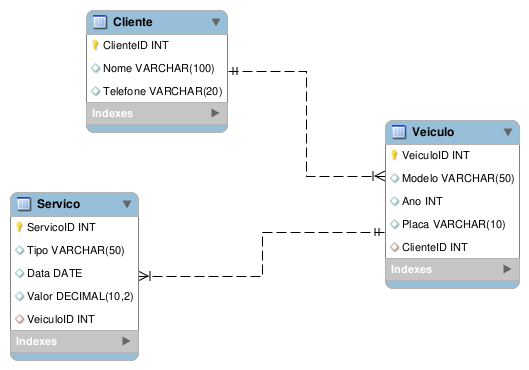 Cliente
ClienteID INT
Nome VARCHAR(100)
Telefone VARCHAR(20)
Indexes
Veiculo
VeiculoID INT
Modelo VARCHAR(50)
Ano INT
Placa VARCHAR(10)
ClienteID INT
Indexes
Servico
ServicoID INT
Tipo VARCHAR(50)
Data DATE
Valor DECIMAL(10,2)
VeiculoID INT
Indexes